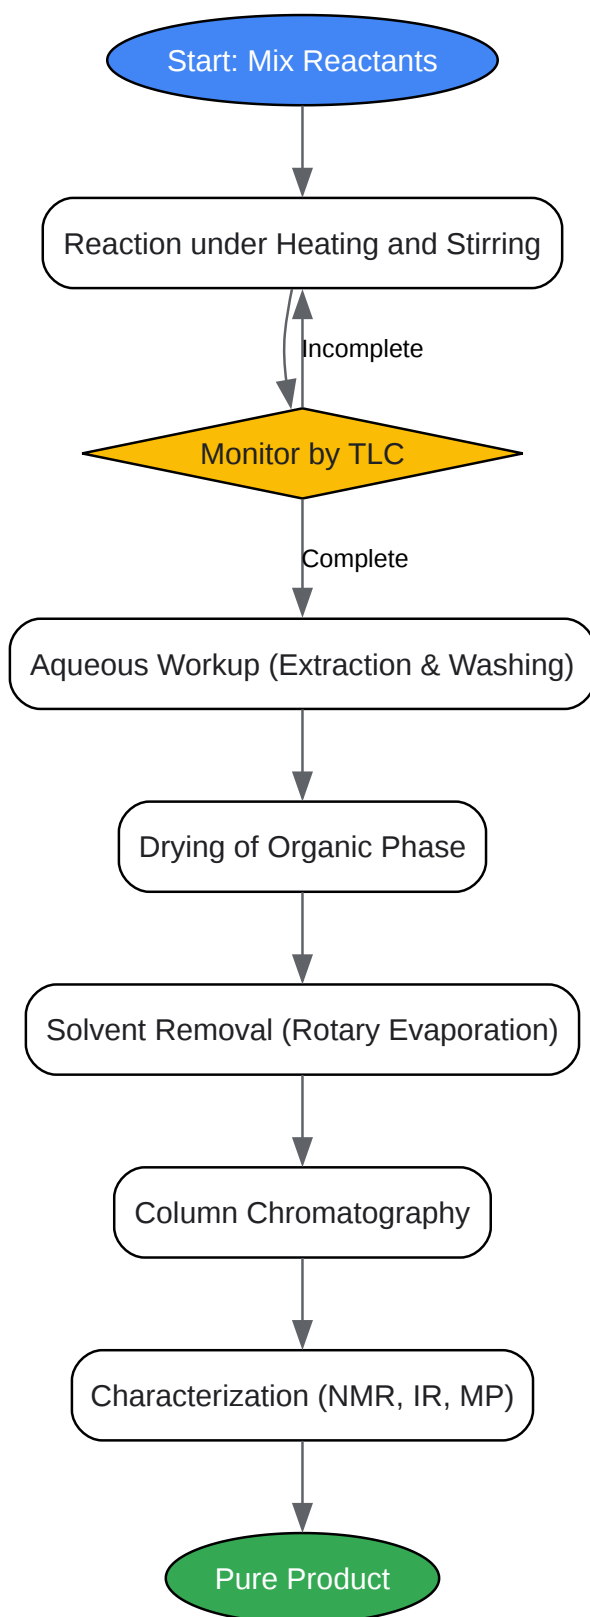 Start: Mix Reactants
Reaction under Heating and Stirring
Incomplete
Monitor by TLC
Complete
Aqueous Workup (Extraction & Washing)
Drying of Organic Phase
Solvent Removal (Rotary Evaporation)
Column Chromatography
Characterization (NMR, IR, MP)
Pure Product